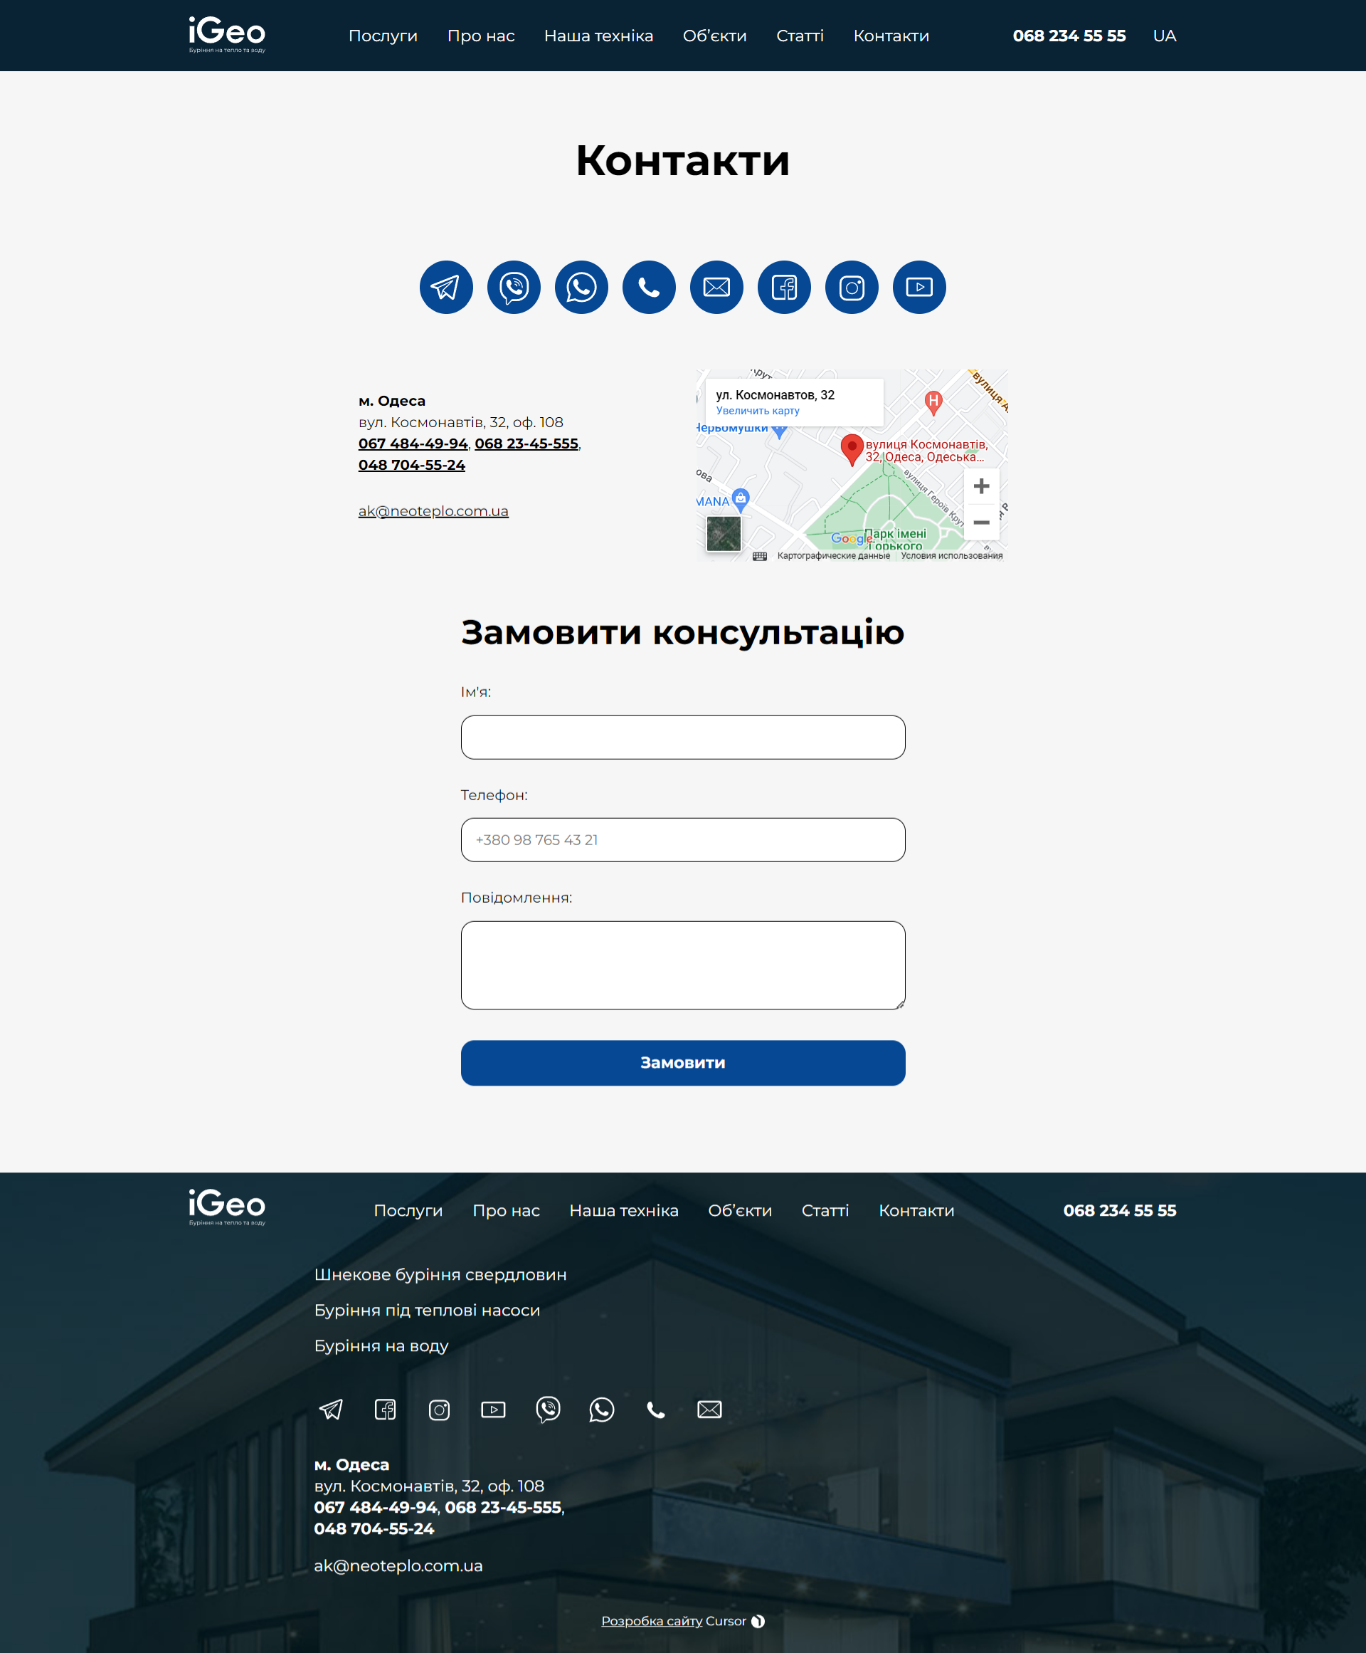 iGeo
Буріння на тепло та воду
Послуги Про нас Наша техніка Об’єкти Статті Контакти 068 234 55 55 UA
Контакти
м. Одеса
вул. Космонавтів, 32, оф. 108
067 484-49-94, 068 23-45-555,
048 704-55-24
ak@neoteplo.com.ua
ул. Космонавтов, 32
Увеличить карту
вулиця А
H
Черьомушки
вулиця Космонавтів,
32, Одеса, Одеська...
ова
MANA
вулиця Героїв Крут
Парк імені
Горького
Google
Картографические данные Условия использования
Замовити консультацію
Ім'я:
Телефон:
+380 98 765 43 21
Повідомлення:
Замовити
iGeo
Буріння на тепло та воду
Послуги Про нас Наша техніка Об’єкти Статті Контакти 068 234 55 55
Шнекове буріння свердловин
Буріння під теплові насоси
Буріння на воду
м. Одеса
вул. Космонавтів, 32, оф. 108
067 484-49-94, 068 23-45-555,
048 704-55-24
ak@neoteplo.com.ua
Розробка сайту Cursor